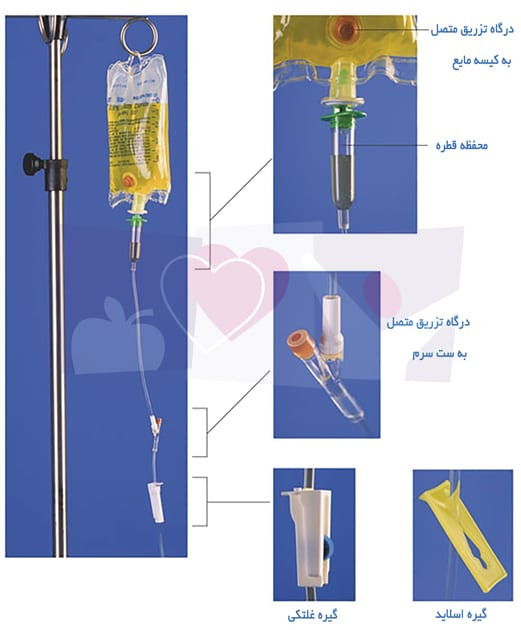 درگاه تزریق متصل
به کیسه مایع
محفظه قطره
درگاه تزریق متصل
به ست سرم
گیره غلتکی
گیره اسلاید